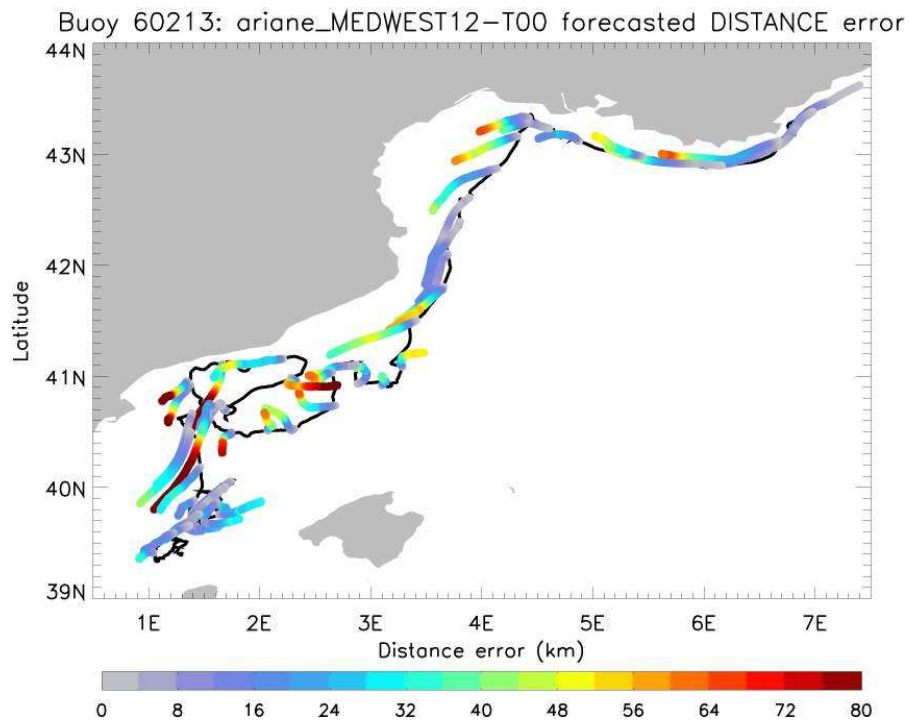 Buoy 60213: ariane_MEDWEST12-T00 forecasted DISTANCE error
44N
43N
42N
41N
40N
39N
Latitude
1E 2E 3E 4E 5E 6E 7E
Distance error (km)
0 8 16 24 32 40 48 56 64 72 80